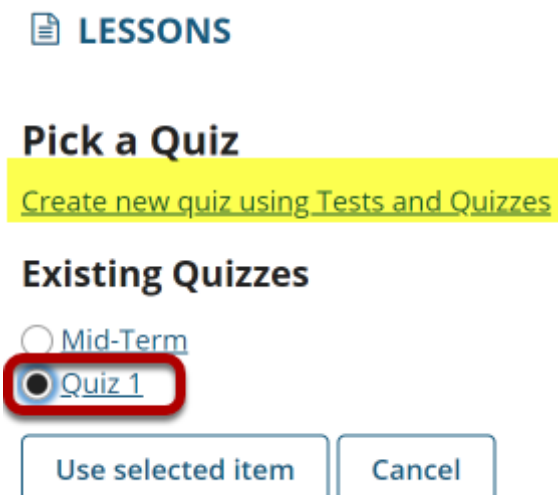 LESSONS
Pick a Quiz
Create new quiz using Tests and Quizzes
Existing Quizzes
Mid-Term
Quiz 1
Use selected item Cancel